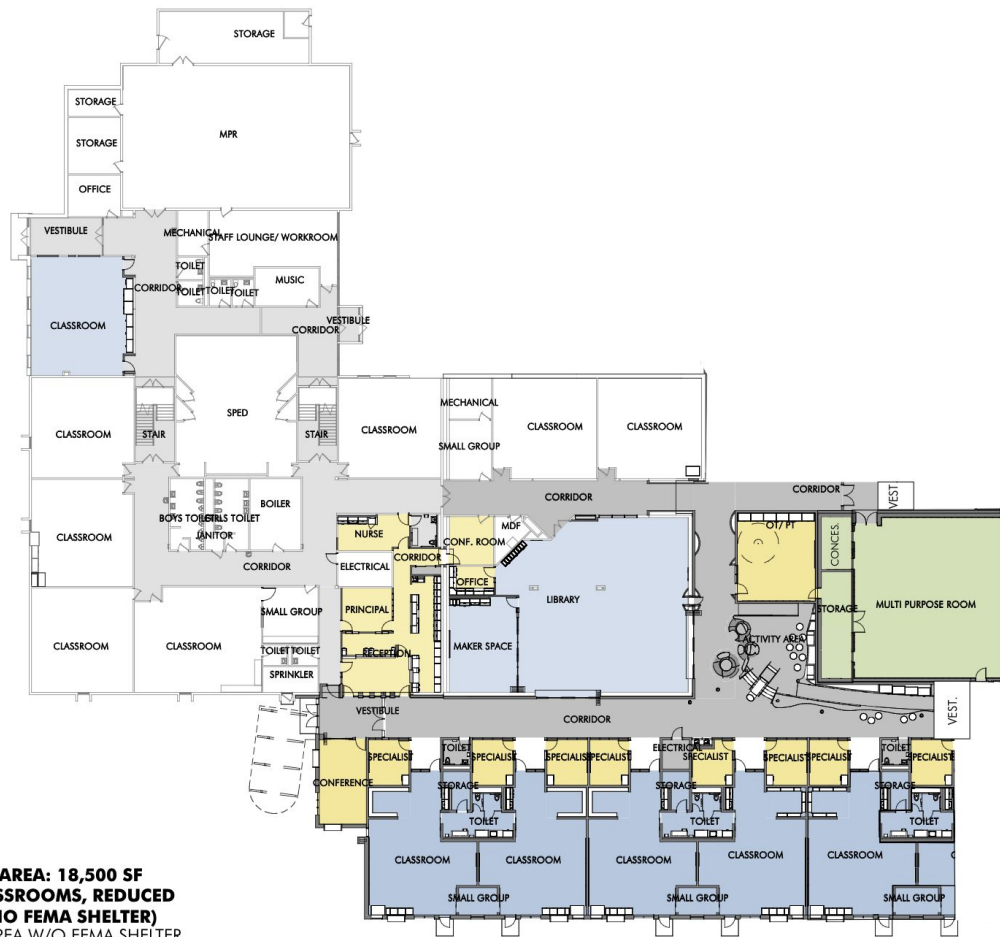 STORAGE
STORAGE
MPR
STORAGE
OFFICE
VESTIBULE
MECHANICAL
STAFF LOUNGE/ WORKROOM
TOILET
MUSIC
CORRIDOR
TOILET
TOILET
TOILET
VESTIBULE
CLASSROOM
CORRIDOR
SPED
MECHANICAL
CLASSROOM
STAIR
STAIR
CLASSROOM
CLASSROOM
CLASSROOM
SMALL GROUP
CORRIDOR
CORRIDOR
VEST.
BOILER
BOYS TOILET
GIRLS TOILET
JANITOR
NURSE
MDF
OT/ PT
CONCES.
CLASSROOM
CONF. ROOM
CORRIDOR
CORRIDOR
ELECTRICAL
OFFICE
LIBRARY
SMALL GROUP
PRINCIPAL
STORAGE
MULTI PURPOSE ROOM
CLASSROOM
CLASSROOM
TOILET
TOILET
RECEPTION
MAKER SPACE
ACTIVITY AREA
SPRINKLER
VESTIBULE
CORRIDOR
VEST.
TOILET
ELECTRICAL
TOILET
SPECIALIST
SPECIALIST
SPECIALIST
SPECIALIST
SPECIALIST
SPECIALIST
SPECIALIST
SPECIALIST
CONFERENCE
STORAGE
STORAGE
STORAGE
TOILET
TOILET
TOILET
CLASSROOM
CLASSROOM
CLASSROOM
CLASSROOM
CLASSROOM
SMALL GROUP
SMALL GROUP
SMALL GROUP
AREA: 18,500 SF
SSROOMS, REDUCED
NO FEMA SHELTER)
REA W/O FEMA SHELTER